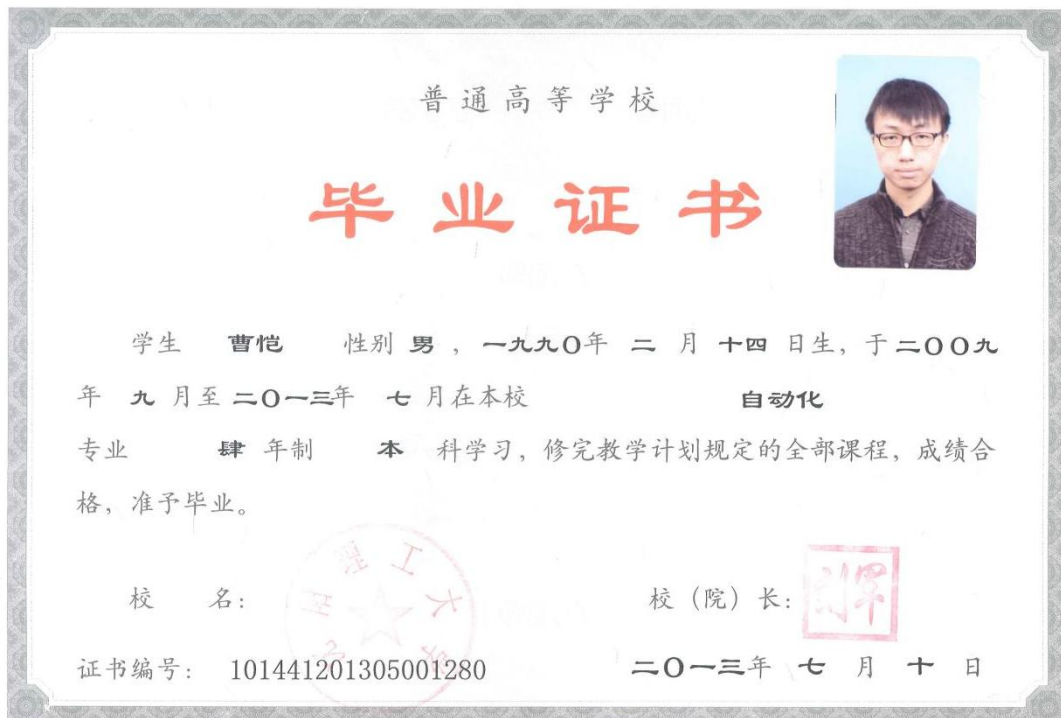 普通高等学校
毕业证书
学生 曹恺 性别 男 ，一九九〇年 二 月 十四 日生，于二〇〇九
年 九 月至 二〇一三年 七 月在本校 自动化
专业 肆 年制 本 科学习，修完教学计划规定的全部课程，成绩合
格，准予毕业。
理工大学
校 名： 校（院）长：
证书编号： 101441201305001280 二〇一三年 七 月 十 日